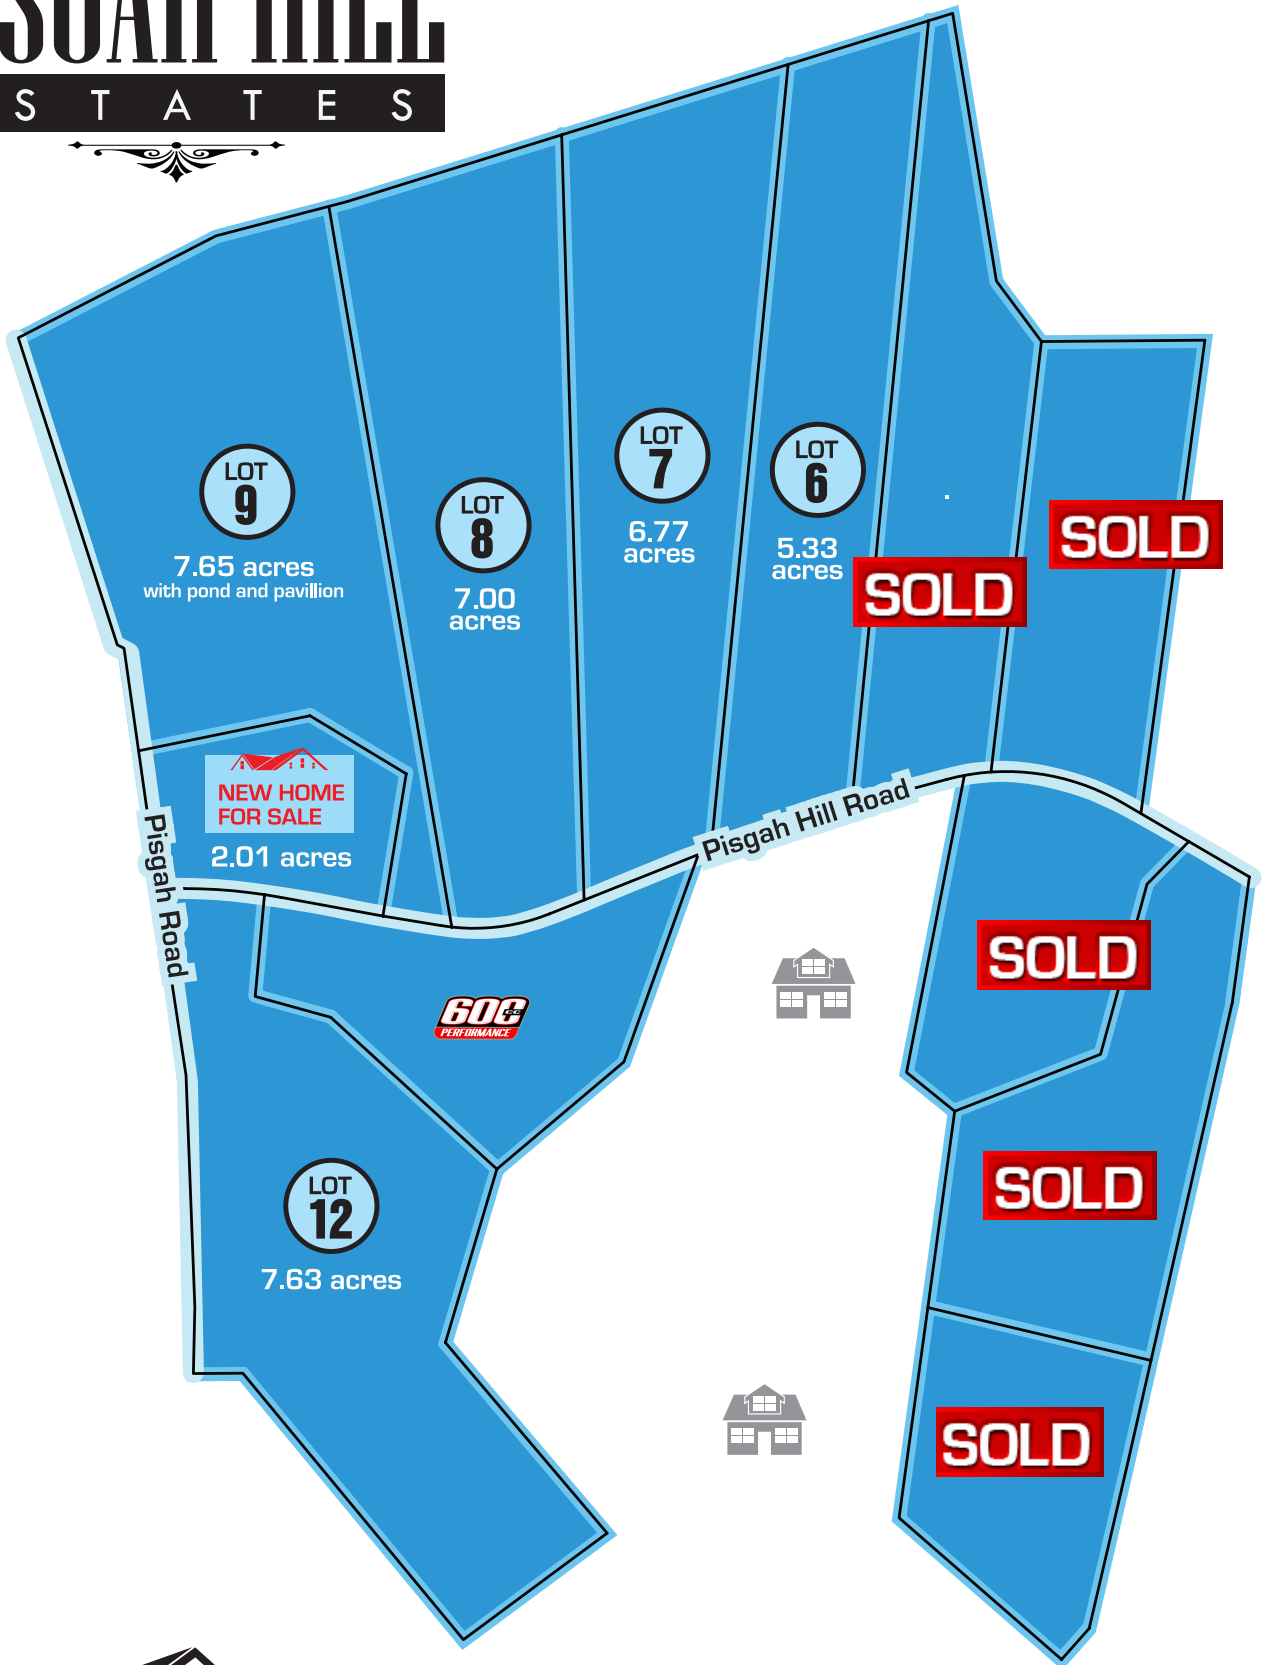 STATES
LOT
9
7.65 acres
with pond and pavillion
LOT
8
7.00
acres
LOT
7
6.77
acres
LOT
6
5.33
acres
SOLD
SOLD
NEW HOME
FOR SALE
2.01 acres
Pisgah Road
Pisgah Hill Road
600cc
PERFORMANCE
SOLD
SOLD
SOLD
LOT
12
7.63 acres